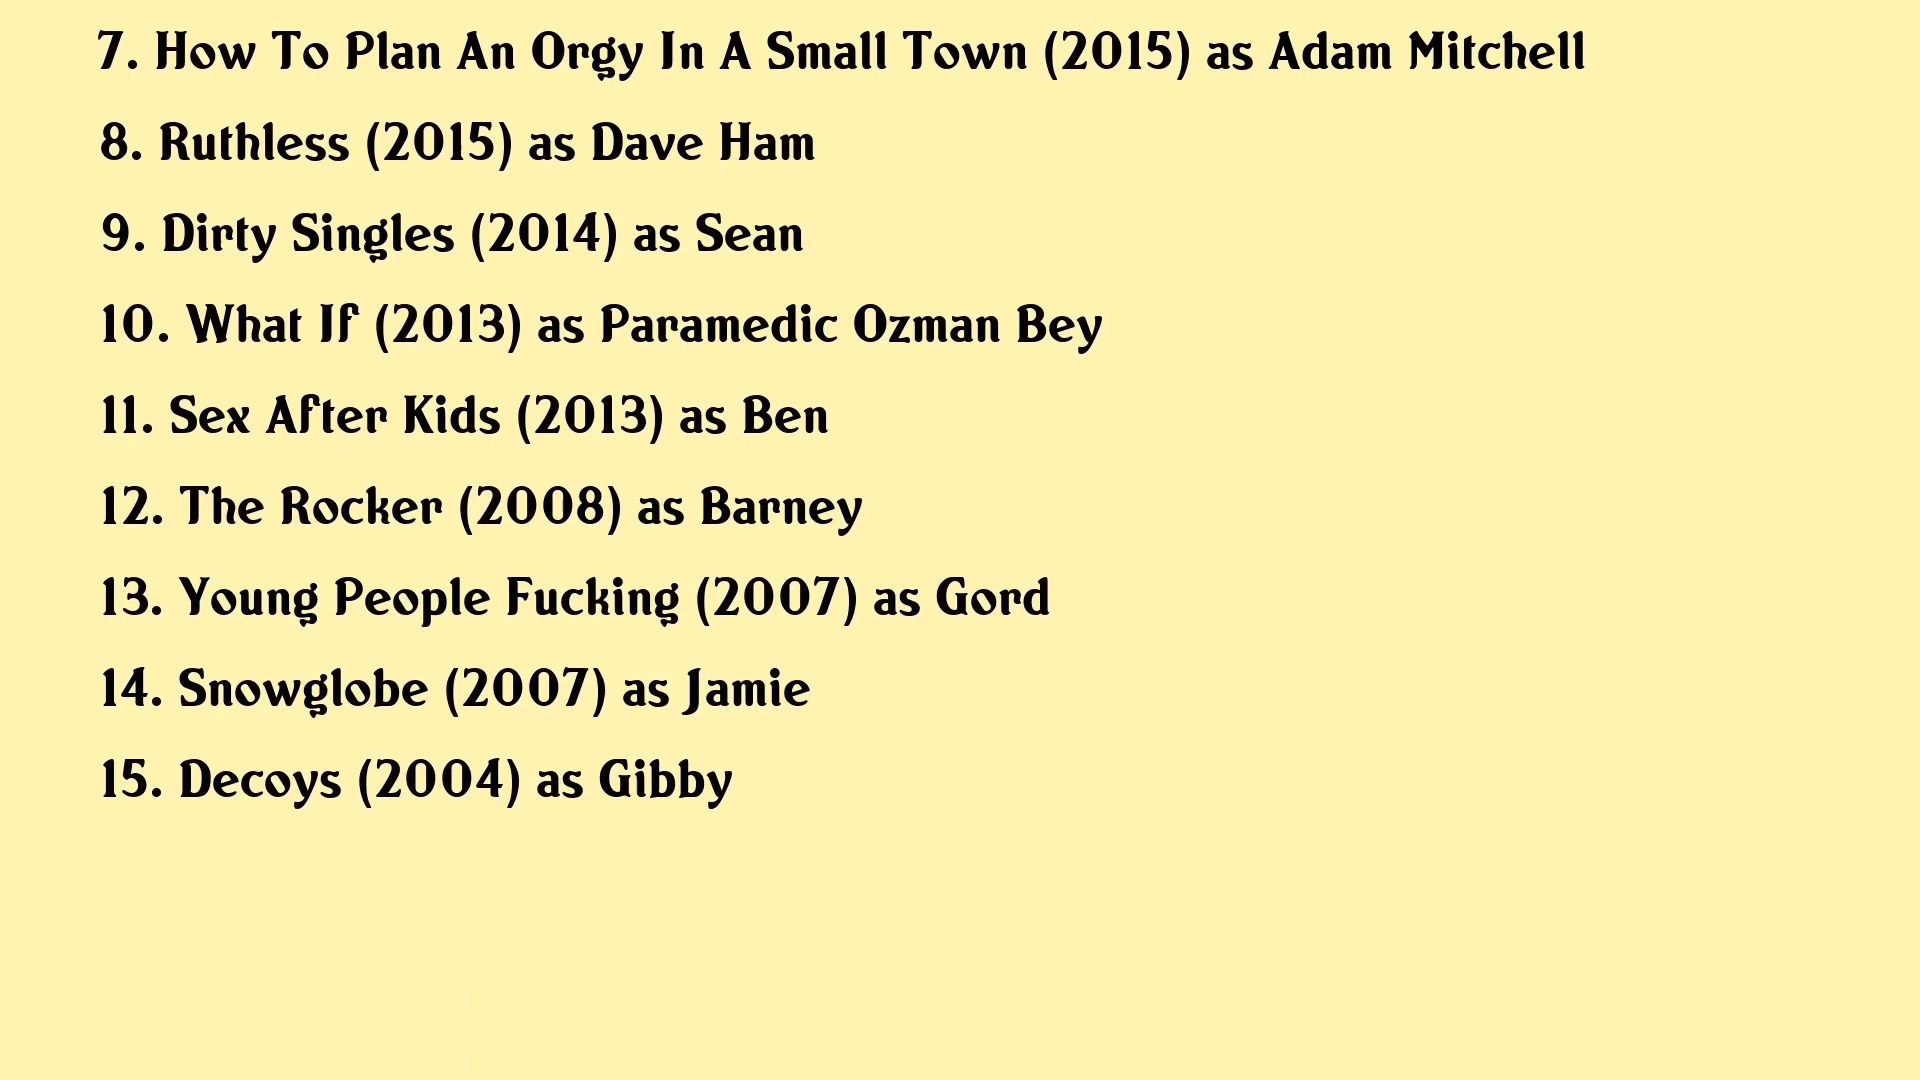 7. How To Plan An Orgy In A Small Town (2015) as Adam Mitchell
8. Ruthless (2015) as Dave Ham
9. Dirty Singles (2014) as Sean
10. What If (2013) as Paramedic Ozman Bey
11. Sex After Kids (2013) as Ben
12. The Rocker (2008) as Barney
13. Young People Fucking (2007) as Gord
14. Snowglobe (2007) as Jamie
15. Decoys (2004) as Gibby